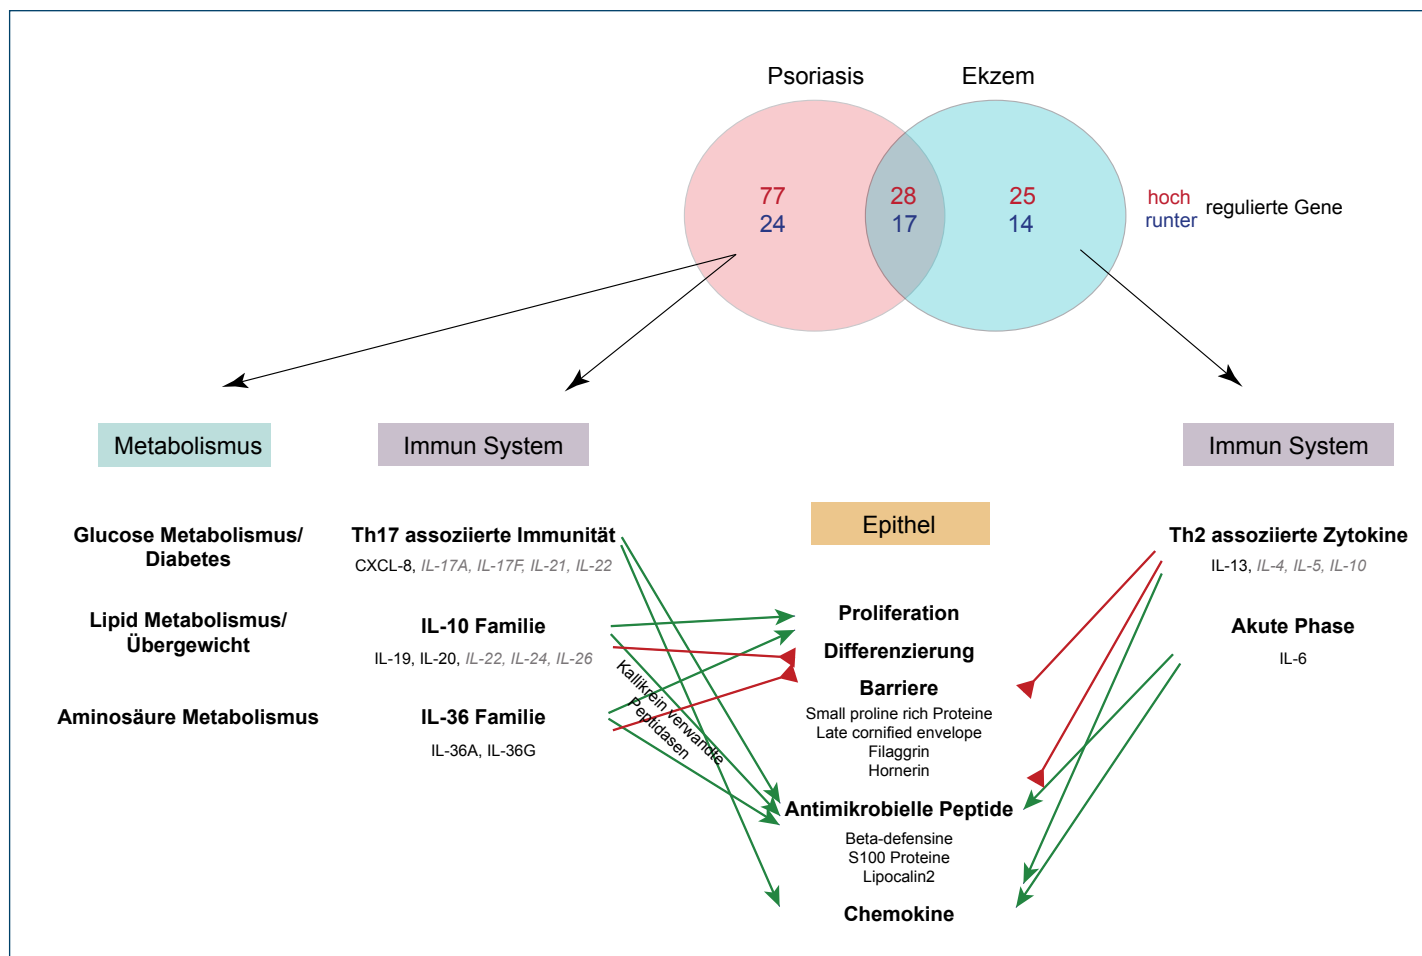 Psoriasis
Ekzem
77
24
28
17
25
14
hoch
runter
regulierte Gene
Metabolismus
Immun System
Immun System
Epithel
Glucose Metabolismus/
Diabetes
Lipid Metabolismus/
Übergewicht
Aminosäure Metabolismus
Th17 assoziierte Immunität
CXCL-8, IL-17A, IL-17F, IL-21, IL-22
IL-10 Familie
IL-19, IL-20, IL-22, IL-24, IL-26
IL-36 Familie
IL-36A, IL-36G
Kallikrein verwandte
Peptidasen
Proliferation
Differenzierung
Barriere
Small proline rich Proteine
Late cornified envelope
Filaggrin
Hornerin
Antimikrobielle Peptide
Beta-defensine
S100 Proteine
Lipocalin2
Chemokine
Th2 assoziierte Zytokine
IL-13, IL-4, IL-5, IL-10
Akute Phase
IL-6